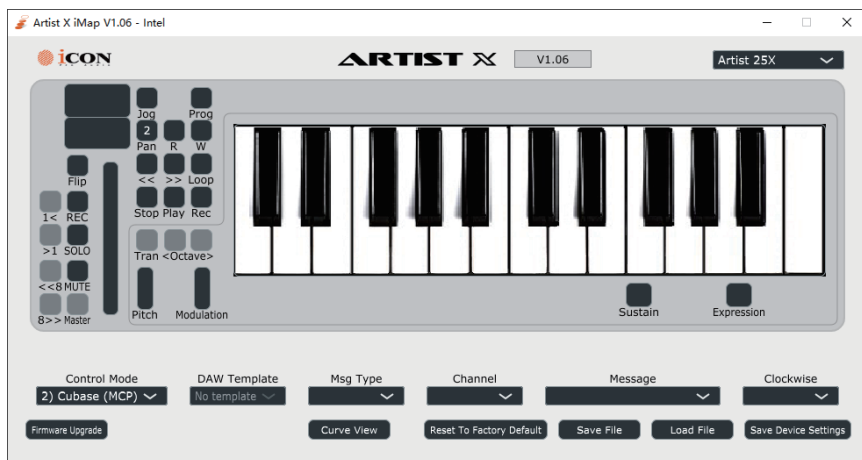 Artist X iMap V1.06 - Intel
iCON
ARTIST X
V1.06
Artist 25X
Jog Prog
2
Pan R W
Flip
<< >> Loop
1< REC
Stop Play Rec
>1 SOLO
Tran <Octave>
<<8 MUTE
8>> Master
Pitch Modulation
Sustain Expression
Control Mode DAW Template Msg Type Channel Message Clockwise
2) Cubase (MCP) No template
Firmware Upgrade Curve View Reset To Factory Default Save File Load File Save Device Settings